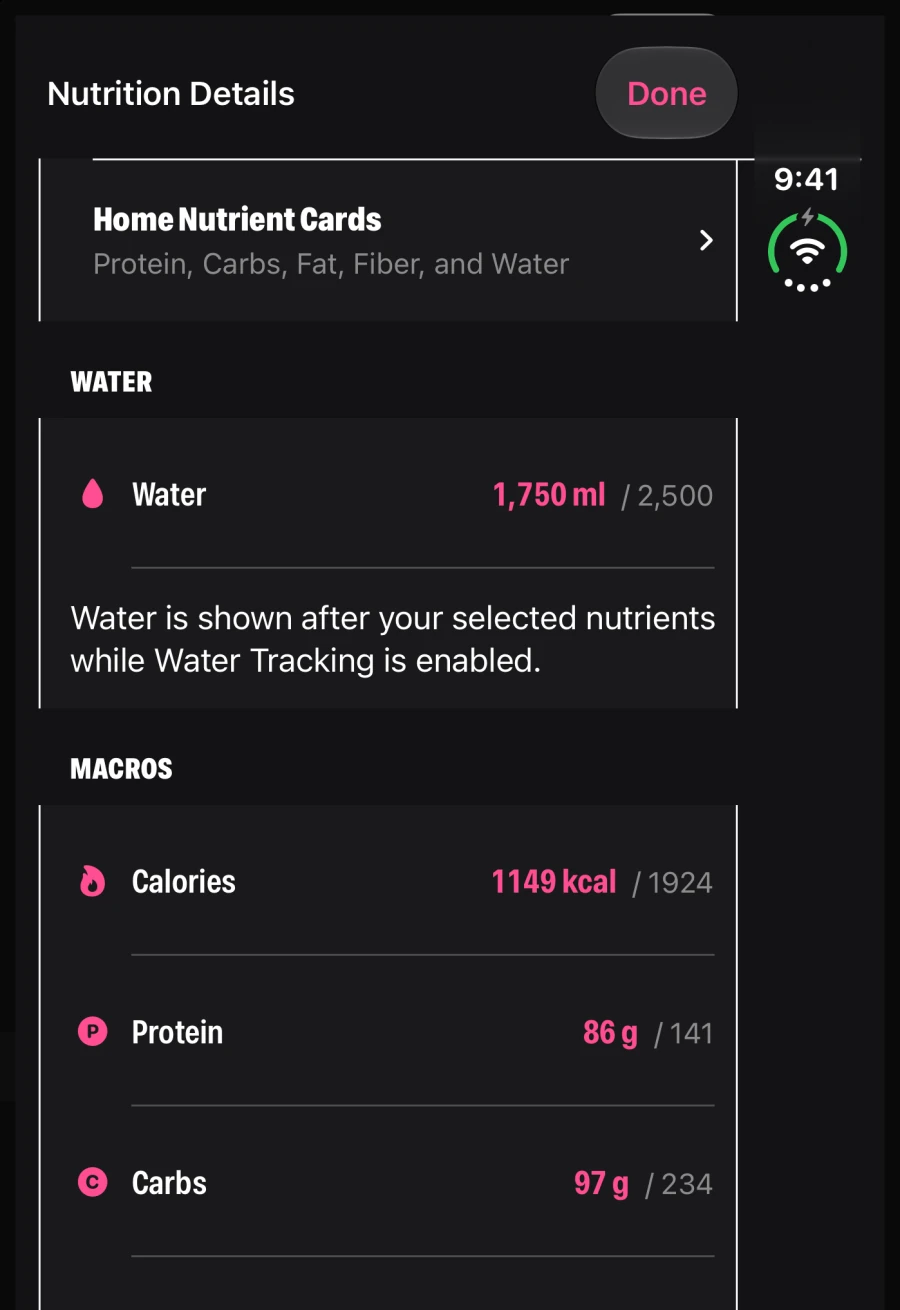 Nutrition Details
Done
9:41
Home Nutrient Cards
Protein, Carbs, Fat, Fiber, and Water
WATER
Water 1,750 ml / 2,500
Water is shown after your selected nutrients
while Water Tracking is enabled.
MACROS
Calories 1149 kcal / 1924
P Protein 86 g / 141
C Carbs 97 g / 234